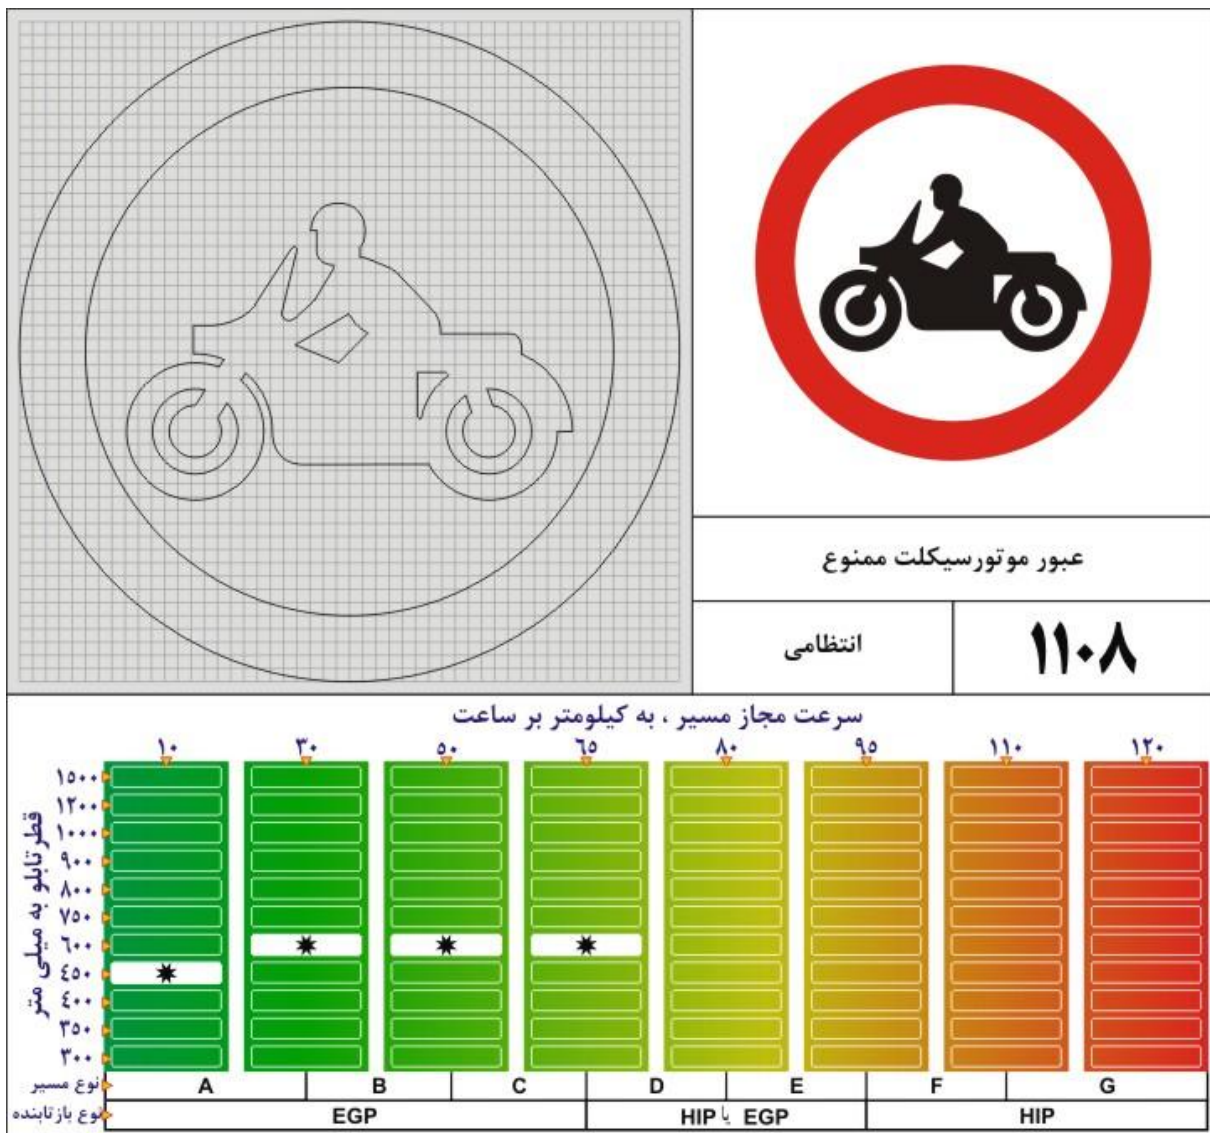 عبور موتورسیکلت ممنوع
۱۱۰۸
انتظامی
سرعت مجاز مسیر ، به کیلومتر بر ساعت
۱۰ ۳۰ ۵۰ ۶۵ ۸۰ ۹۵ ۱۱۰ ۱۲۰
قطر تابلو به میلی متر
۱۵۰۰
۱۲۰۰
۱۰۰۰
۹۰۰
۸۰۰
۷۵۰
۶۰۰
۴۵۰
۴۰۰
۳۵۰
۳۰۰
نوع مسیر A B C D E F G
نوع بازتابنده EGP HIP یا EGP HIP